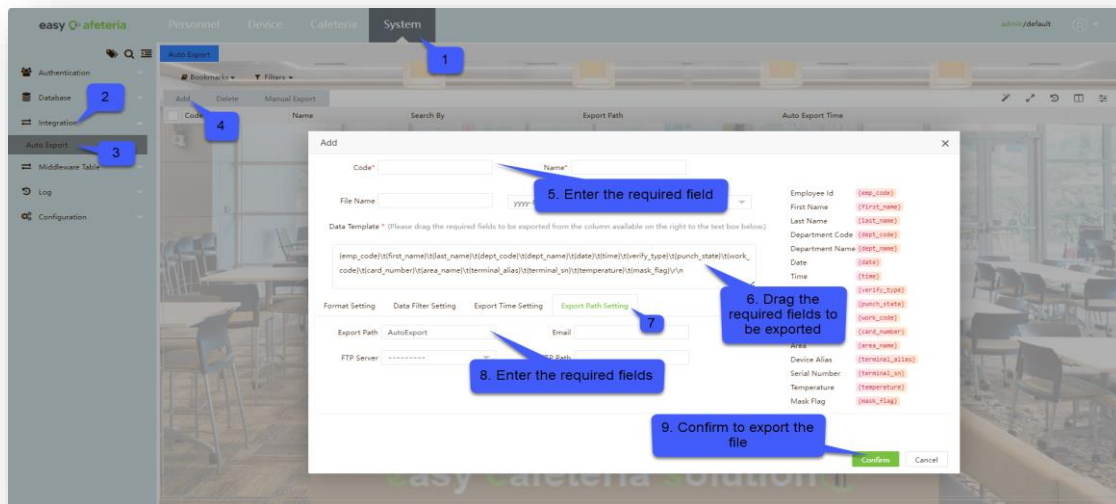 easy Cafeteria
Personnel
Device
Cafeteria
System
admin/default
1
Auto Export
Authentication
Bookmarks
Filters
Database
2
Add
Delete
Manual Export
Integration
4
Code
Name
Search By
Export Path
Auto Export Time
Auto Export
3
Middleware Table
Log
Configuration
Add
Code*
Name*
5. Enter the required field
File Name
Data Template * (Please drag the required fields to be exported from the column available on the right to the text box below.)
{emp_code}\t{first_name}\t{last_name}\t{dept_code}\t{dept_name}\t{date}\t{time}\t{verify_type}\t{punch_state}\t{work_
code}\t{card_number}\t{area_name}\t{terminal_alias}\t{terminal_sn}\t{temperature}\t{mask_flag}\r\n
Employee Id {emp_code}
First Name {first_name}
Last Name {last_name}
Department Code {dept_code}
Department Name {dept_name}
Date {date}
Time {time}
{verify_type}
{punch_state}
{work_code}
{card_number}
Area {area_name}
Device Alias {terminal_alias}
Serial Number {terminal_sn}
Temperature {temperature}
Mask Flag {mask_flag}
6. Drag the
required fields to
be exported
Format Setting
Data Filter Setting
Export Time Setting
Export Path Setting
7
Export Path AutoExport
Email
FTP Server ---------
8. Enter the required fields
9. Confirm to export the
file
Confirm
Cancel
easy Cafeteria Solution